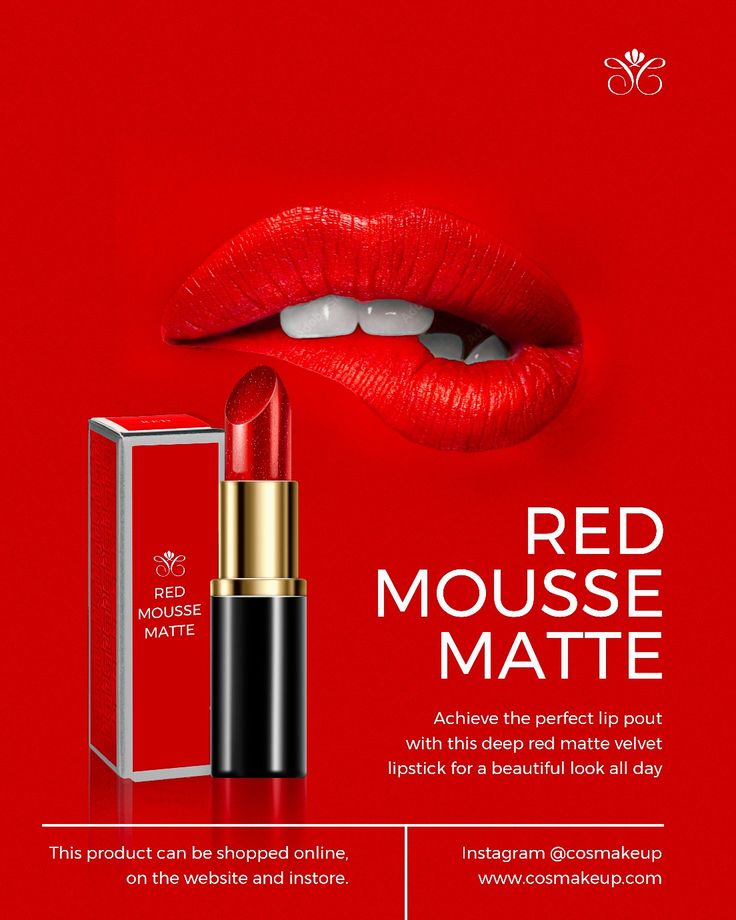 RED
RED
MOUSSE
MATTE
RED
MOUSSE
MATTE
Achieve the perfect lip pout
with this deep red matte velvet
lipstick for a beautiful look all day
This product can be shopped online,
on the website and instore.
Instagram @cosmakeup
www.cosmakeup.com